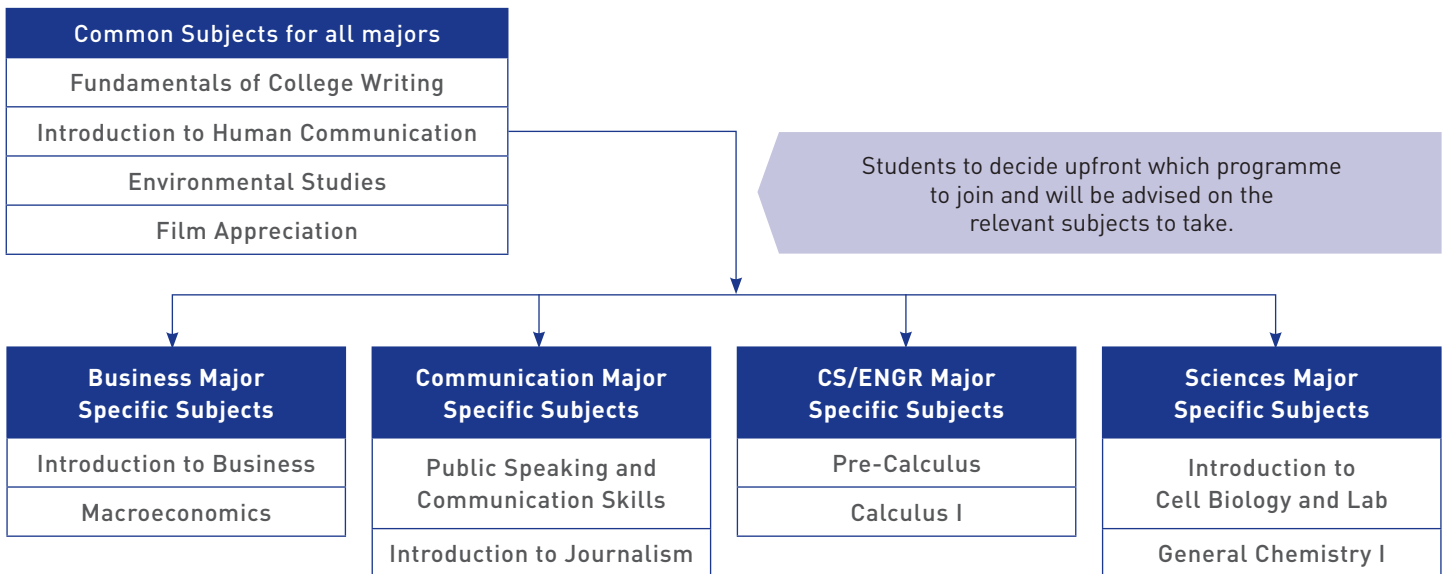 Common Subjects for all majors
Fundamentals of College Writing
Introduction to Human Communication
Environmental Studies
Film Appreciation
Students to decide upfront which programme
to join and will be advised on the
relevant subjects to take.
Business Major
Specific Subjects
Introduction to Business
Macroeconomics
Communication Major
Specific Subjects
Public Speaking and
Communication Skills
Introduction to Journalism
CS/ENGR Major
Specific Subjects
Pre-Calculus
Calculus I
Sciences Major
Specific Subjects
Introduction to
Cell Biology and Lab
General Chemistry I